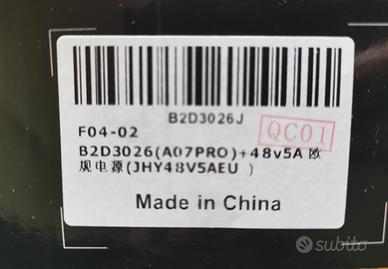 B2D3026J
F04-02
QC01
B2D3026(A07PRO)+48v5A 欧
规电源(JHY48V5AEU )
Made in China
subito